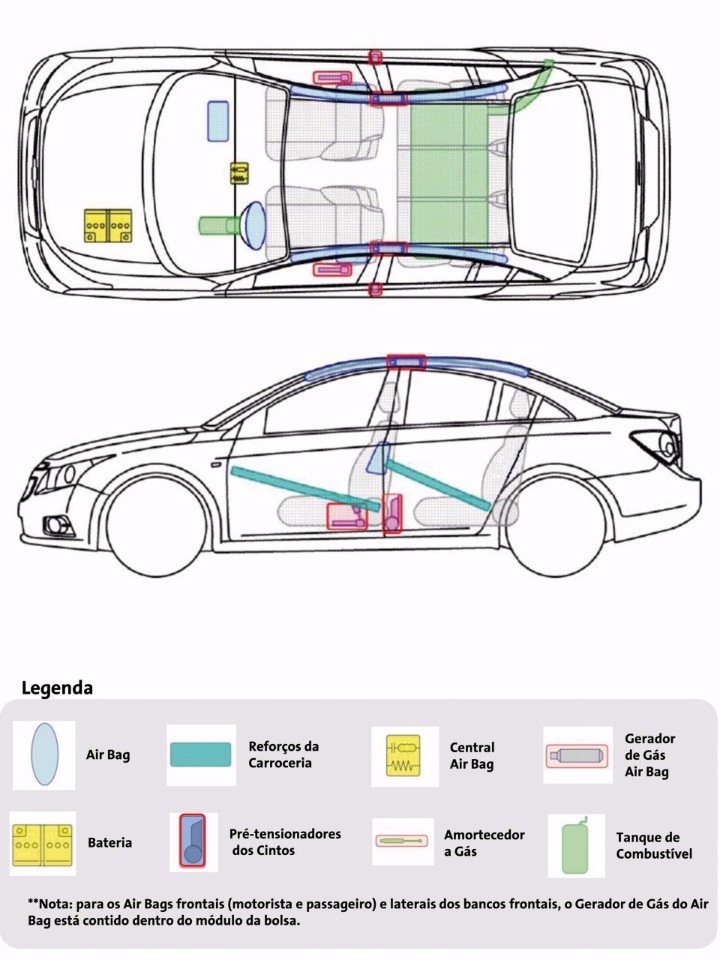 Legenda
Air Bag
Reforços da
Carroceria
Central
Air Bag
Gerador
de Gás
Air Bag
Bateria
Pré-tensionadores
dos Cintos
Amortecedor
a Gás
Tanque de
Combustível
**Nota: para os Air Bags frontais (motorista e passageiro) e laterais dos bancos frontais, o Gerador de Gás do Air
Bag está contido dentro do módulo da bolsa.